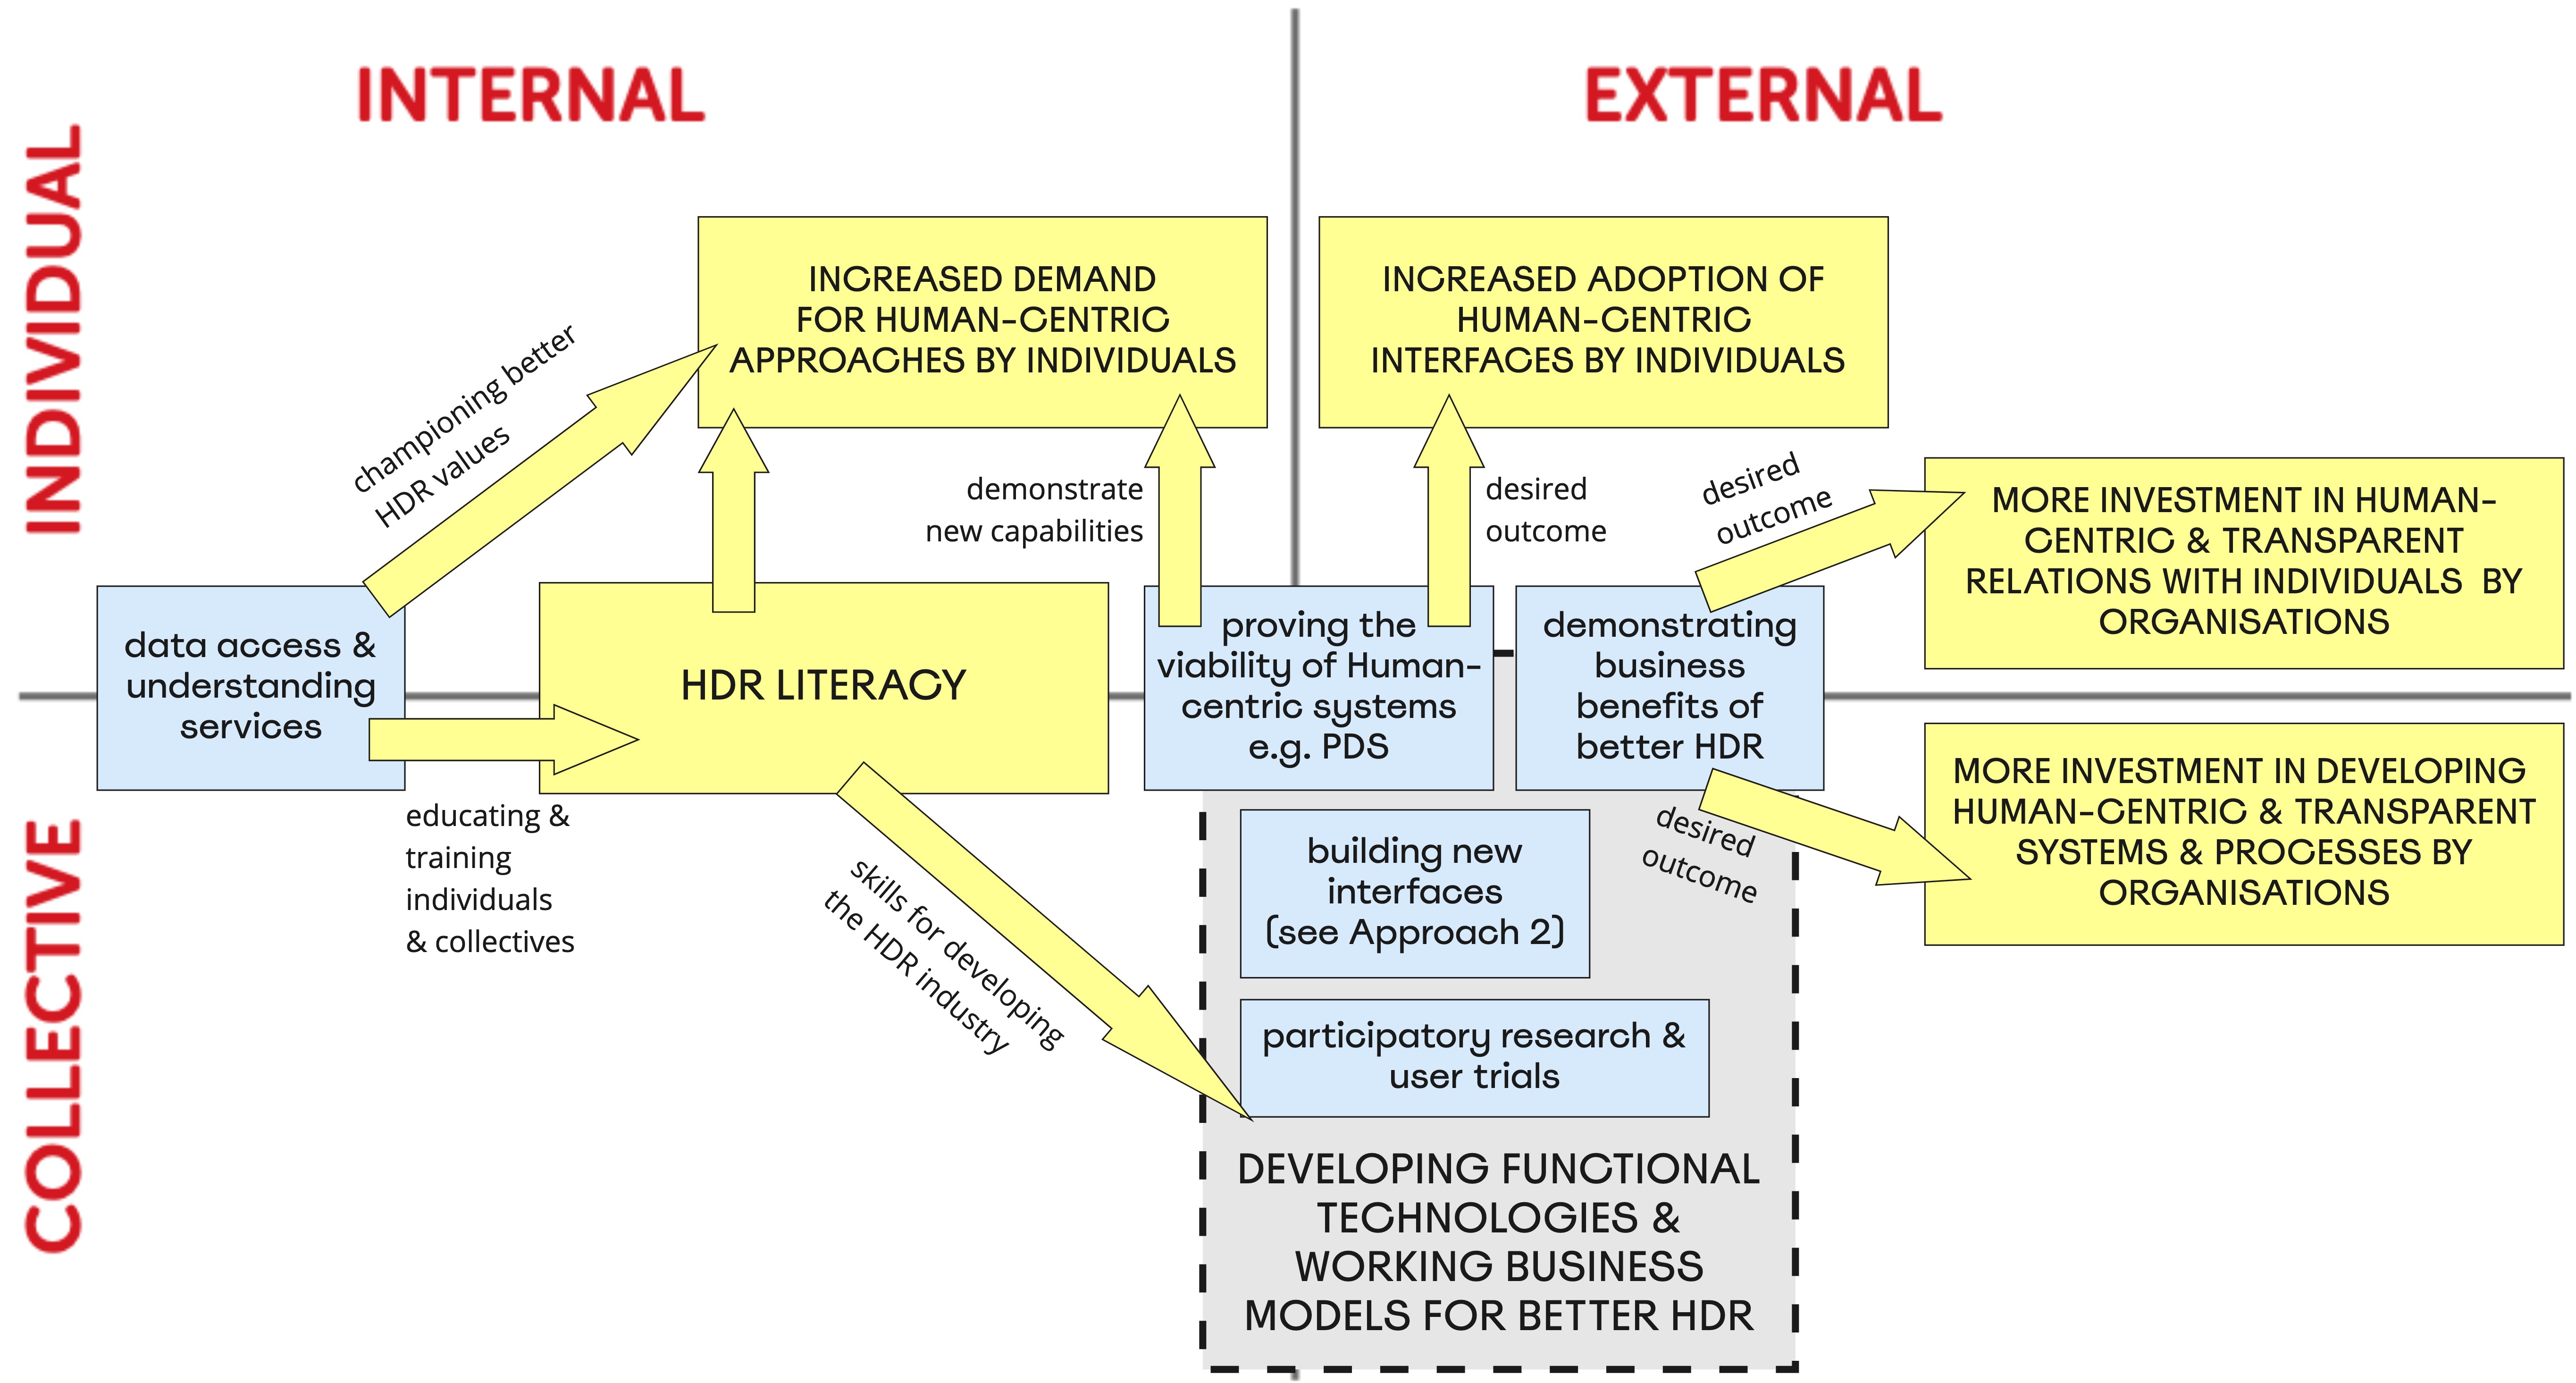 INTERNAL
EXTERNAL
INDIVIDUAL
COLLECTIVE
INCREASED DEMAND
FOR HUMAN-CENTRIC
APPROACHES BY INDIVIDUALS
INCREASED ADOPTION OF
HUMAN-CENTRIC
INTERFACES BY INDIVIDUALS
championing better
HDR values
demonstrate
new capabilities
desired
outcome
desired
outcome
MORE INVESTMENT IN HUMAN-
CENTRIC & TRANSPARENT
RELATIONS WITH INDIVIDUALS BY
ORGANISATIONS
data access &
understanding
services
HDR LITERACY
proving the
viability of Human-
centric systems
e.g. PDS
demonstrating
business
benefits of
better HDR
educating &
training
individuals
& collectives
skills for developing
the HDR industry
building new
interfaces
(see Approach 2)
desired
outcome
MORE INVESTMENT IN DEVELOPING
HUMAN-CENTRIC & TRANSPARENT
SYSTEMS & PROCESSES BY
ORGANISATIONS
participatory research &
user trials
DEVELOPING FUNCTIONAL
TECHNOLOGIES &
WORKING BUSINESS
MODELS FOR BETTER HDR